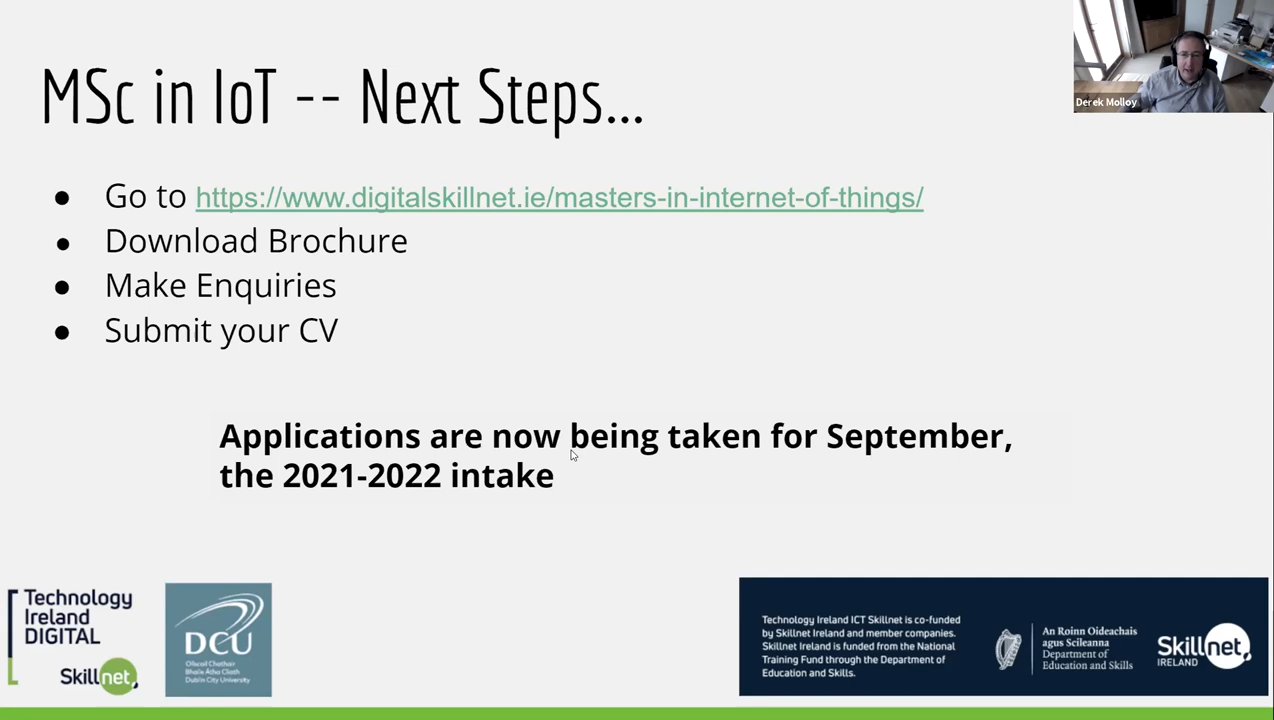 MSc in IoT -- Next Steps...
Derek Molloy
Go to https://www.digitalskillnet.ie/masters-in-internet-of-things/
Download Brochure
Make Enquiries
Submit your CV
Applications are now being taken for September,
the 2021-2022 intake
Technology
Ireland
DIGITAL
Skillnet
DCU
Ollscoil Chathair
Bhaile Átha Cliath
Dublin City University
Technology Ireland ICT Skillnet is co-funded
by Skillnet Ireland and member companies.
Skillnet Ireland is funded from the National
Training Fund through the Department of
Education and Skills.
An Roinn Oideachais
agus Scileanna
Department of
Education and Skills
Skillnet
IRELAND